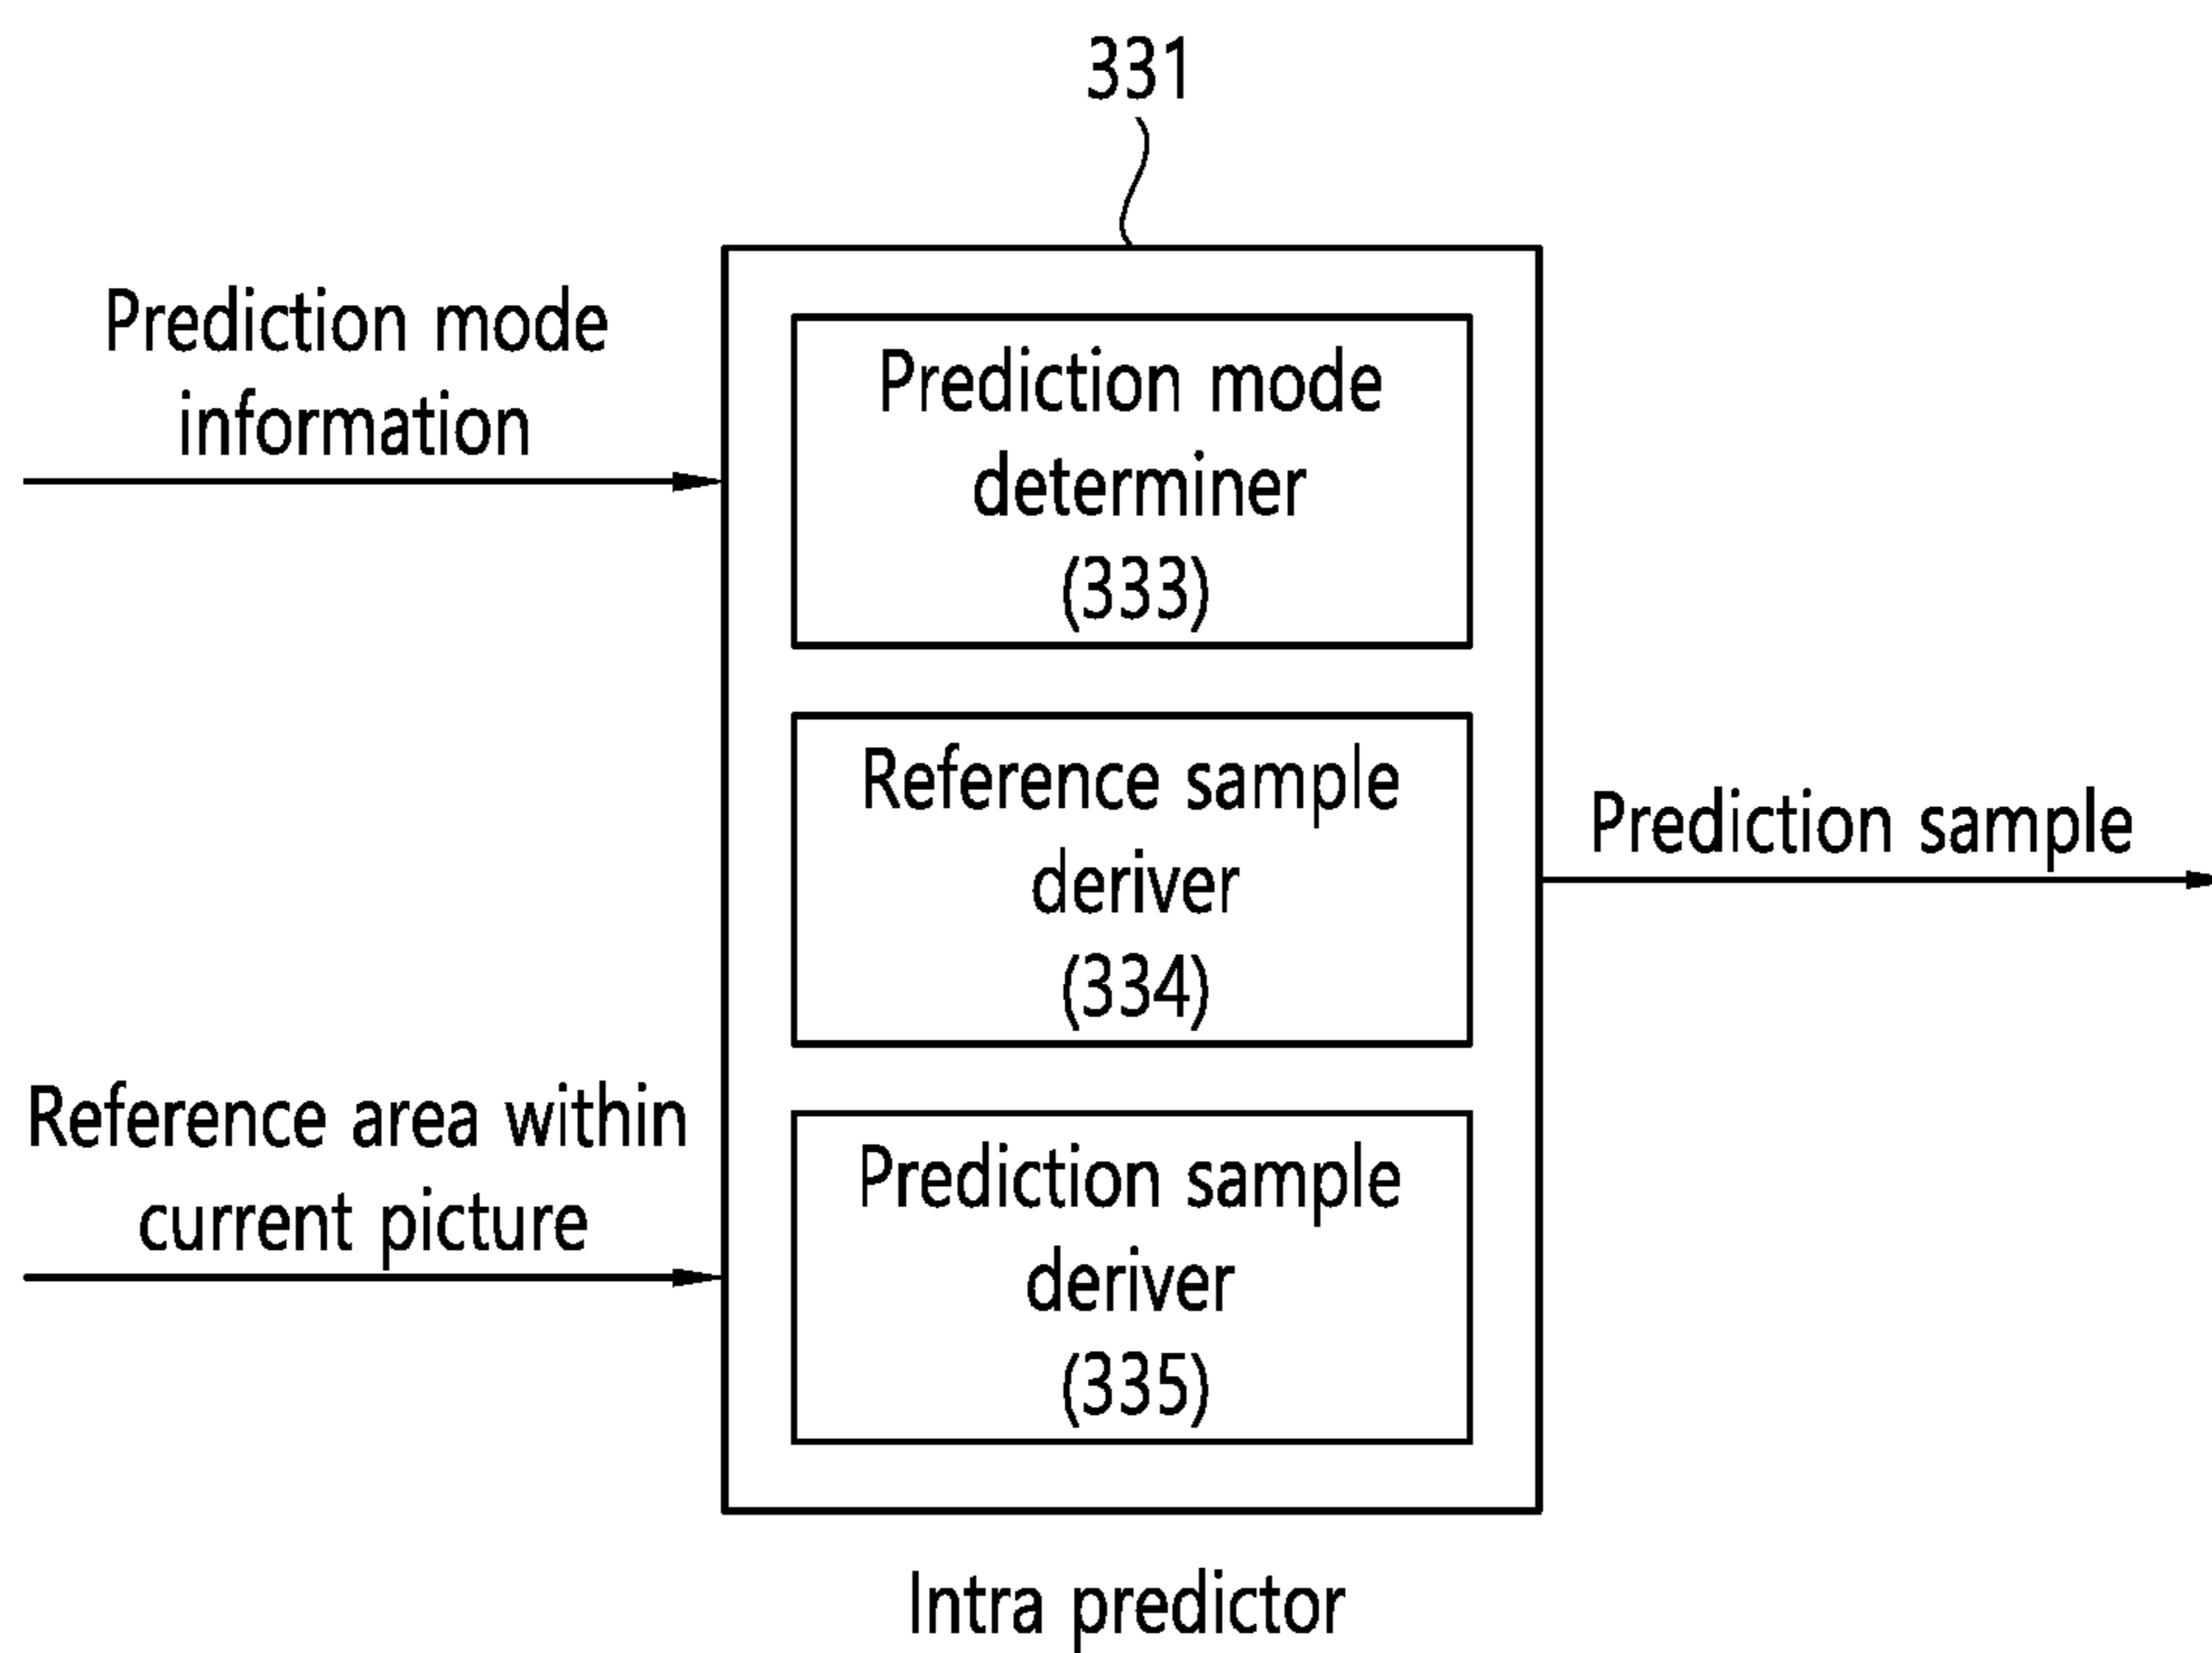 331
Prediction mode
information
Prediction mode
determiner
(333)
Reference sample
deriver
(334)
Prediction sample
Reference area within
current picture
Prediction sample
deriver
(335)
Intra predictor